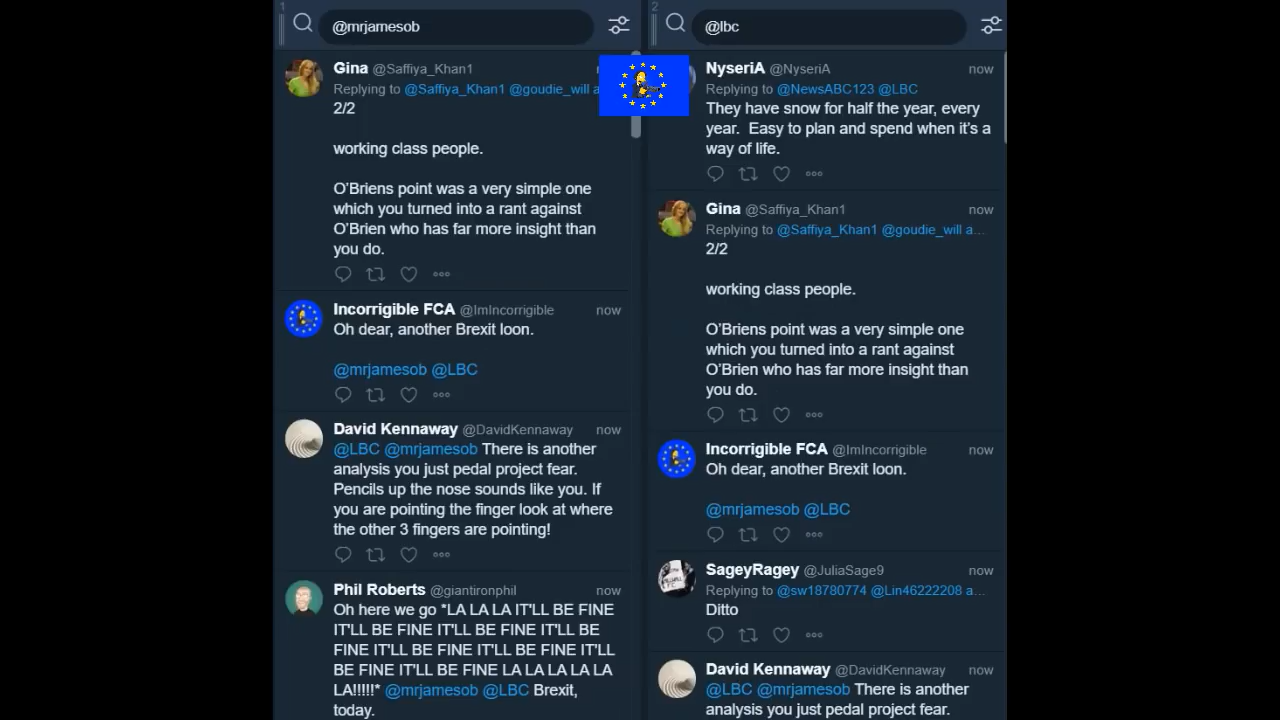 1
@mrjamesob
Gina @Saffiya_Khan1
Replying to @Saffiya_Khan1 @goudie_will a
2/2
working class people.
O'Briens point was a very simple one
which you turned into a rant against
O'Brien who has far more insight than
you do.
Incorrigible FCA @ImIncorrigible now
Oh dear, another Brexit loon.
@mrjamesob @LBC
David Kennaway @DavidKennaway now
@LBC @mrjamesob There is another
analysis you just pedal project fear.
Pencils up the nose sounds like you. If
you are pointing the finger look at where
the other 3 fingers are pointing!
Phil Roberts @giantironphil now
Oh here we go *LA LA LA IT'LL BE FINE
IT'LL BE FINE IT'LL BE FINE IT'LL BE
FINE IT'LL BE FINE IT'LL BE FINE IT'LL
BE FINE IT'LL BE FINE LA LA LA LA LA
LA!!!!!* @mrjamesob @LBC Brexit,
today.
2
@lbc
NyseriA @NyseriA now
Replying to @NewsABC123 @LBC
They have snow for half the year, every
year. Easy to plan and spend when it's a
way of life.
Gina @Saffiya_Khan1 now
Replying to @Saffiya_Khan1 @goudie_will a...
2/2
working class people.
O'Briens point was a very simple one
which you turned into a rant against
O'Brien who has far more insight than
you do.
Incorrigible FCA @ImIncorrigible now
Oh dear, another Brexit loon.
@mrjamesob @LBC
SageyRagey @JuliaSage9 now
Replying to @sw18780774 @Lin46222208 a...
Ditto
David Kennaway @DavidKennaway now
@LBC @mrjamesob There is another
analysis you just pedal project fear.